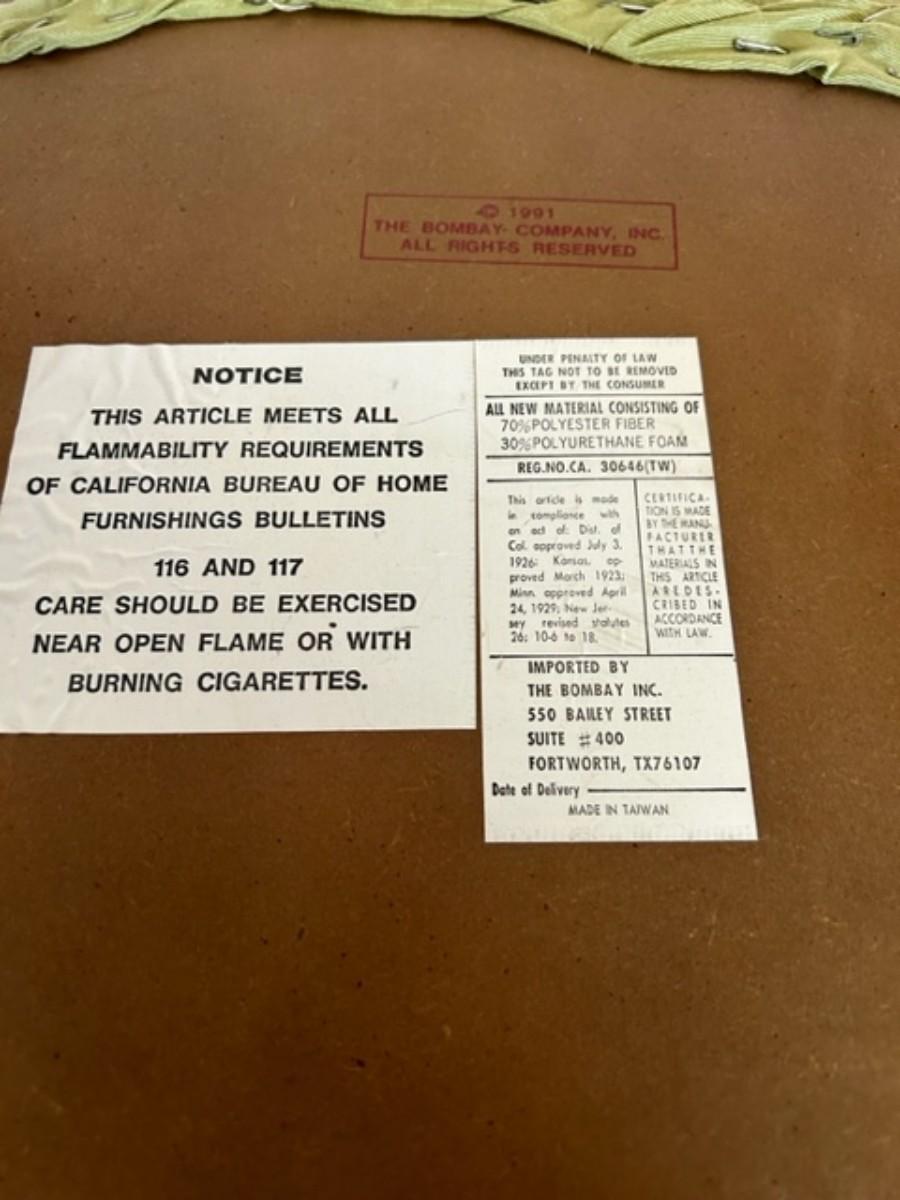 © 1991
THE BOMBAY COMPANY, INC.
ALL RIGHTS RESERVED
NOTICE
THIS ARTICLE MEETS ALL
FLAMMABILITY REQUIREMENTS
OF CALIFORNIA BUREAU OF HOME
FURNISHINGS BULLETINS
116 AND 117
CARE SHOULD BE EXERCISED
NEAR OPEN FLAME OR WITH
BURNING CIGARETTES.
UNDER PENALTY OF LAW
THIS TAG NOT TO BE REMOVED
EXCEPT BY THE CONSUMER
ALL NEW MATERIAL CONSISTING OF
70%POLYESTER FIBER
30%POLYURETHANE FOAM
REG.NO.CA. 30646(TW)
This article is made
in compliance with
an act of: Dist. of
Col. approved July 3,
1926; Kansas, ap-
proved March 1923;
Minn. approved April
24, 1929; New Jer-
sey revised statutes
26; 10-6 to 18.
CERTIFICA-
TION IS MADE
BY THE MANU-
FACTURER
THAT THE
MATERIALS IN
THIS ARTICLE
ARE DES-
CRIBED IN
ACCORDANCE
WITH LAW.
IMPORTED BY
THE BOMBAY INC.
550 BAILEY STREET
SUITE #400
FORTWORTH, TX76107
Date of Delivery
MADE IN TAIWAN